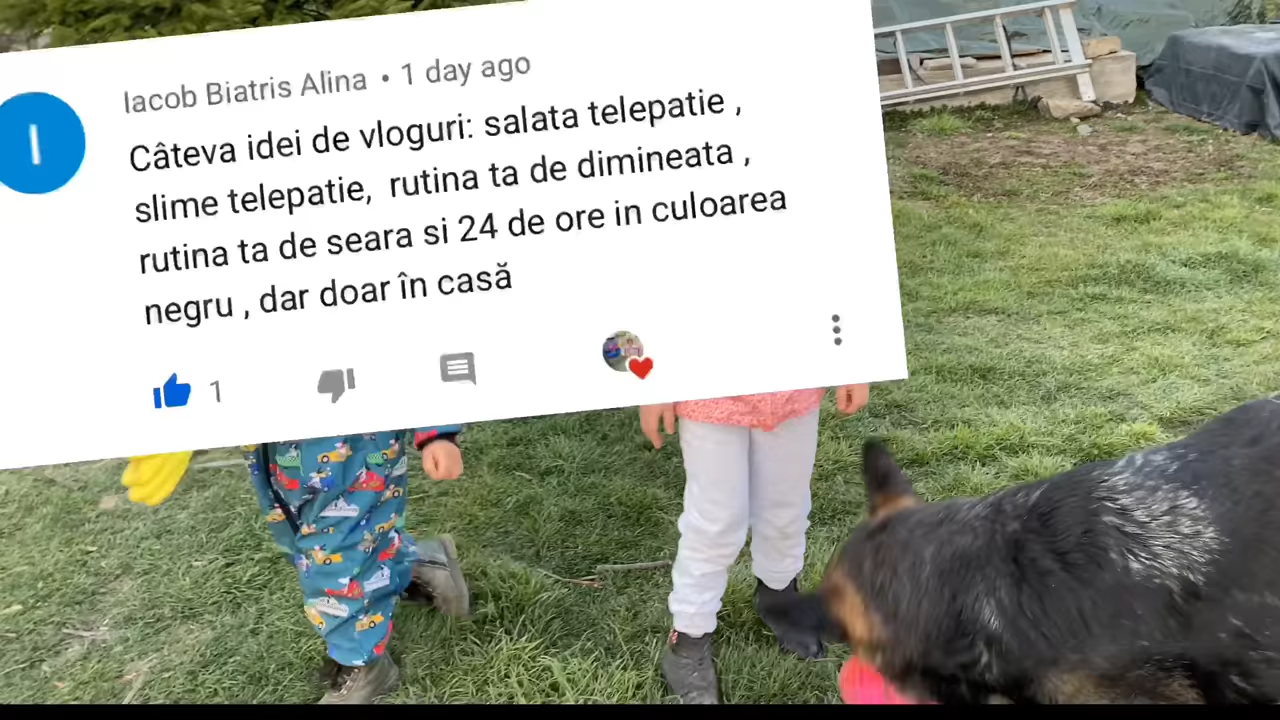 I
Iacob Biatris Alina • 1 day ago
Câteva idei de vloguri: salata telepatie ,
slime telepatie,  rutina ta de dimineata ,
rutina ta de seara si 24 de ore in culoarea
negru , dar doar în casă
1